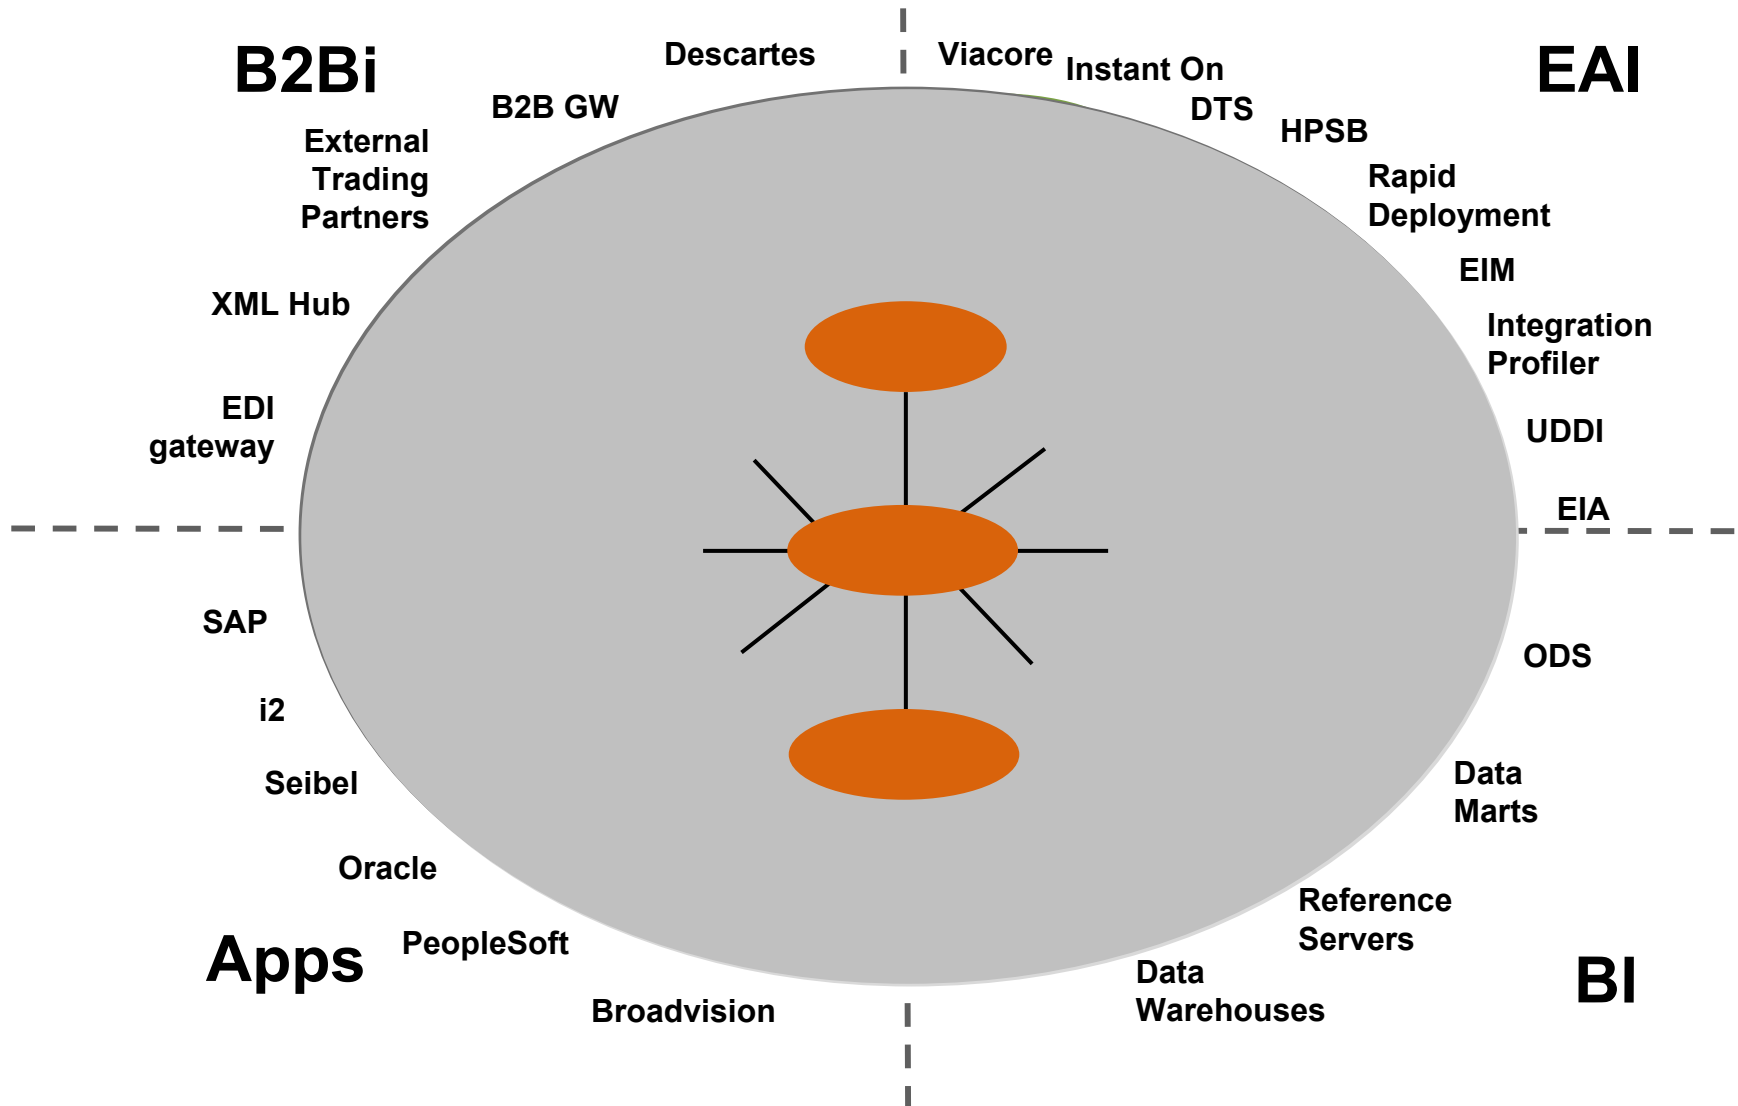 B2Bi
Descartes
B2B GW
External
Trading
Partners
XML Hub
EDI
gateway
Viacore
Instant On
DTS
HPSB
EAI
Rapid
Deployment
EIM
Integration
Profiler
UDDI
EIA
SAP
i2
Seibel
Oracle
PeopleSoft
Apps
Broadvision
ODS
Data
Marts
Reference
Servers
Data
Warehouses
BI